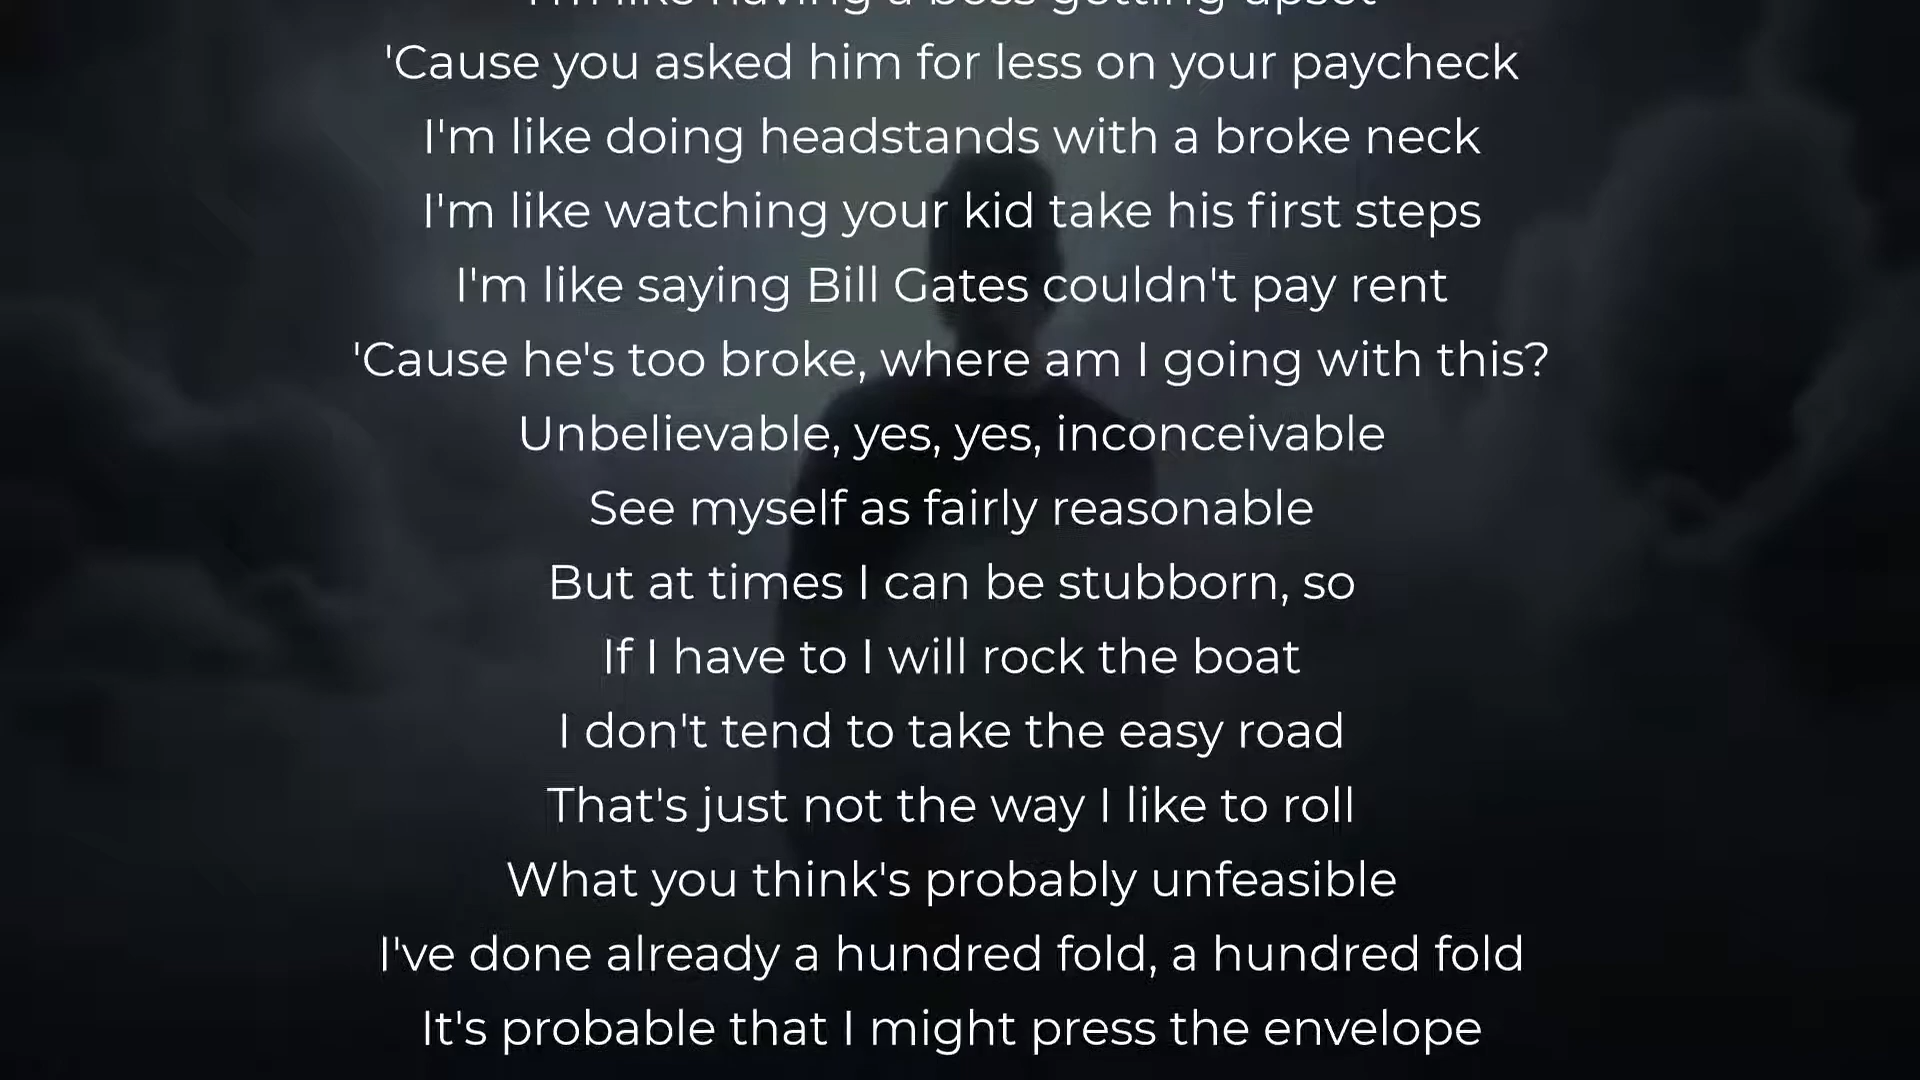 I'm like having a boss getting upset
'Cause you asked him for less on your paycheck
I'm like doing headstands with a broke neck
I'm like watching your kid take his first steps
I'm like saying Bill Gates couldn't pay rent
'Cause he's too broke, where am I going with this?
Unbelievable, yes, yes, inconceivable
See myself as fairly reasonable
But at times I can be stubborn, so
If I have to I will rock the boat
I don't tend to take the easy road
That's just not the way I like to roll
What you think's probably unfeasible
I've done already a hundred fold, a hundred fold
It's probable that I might press the envelope